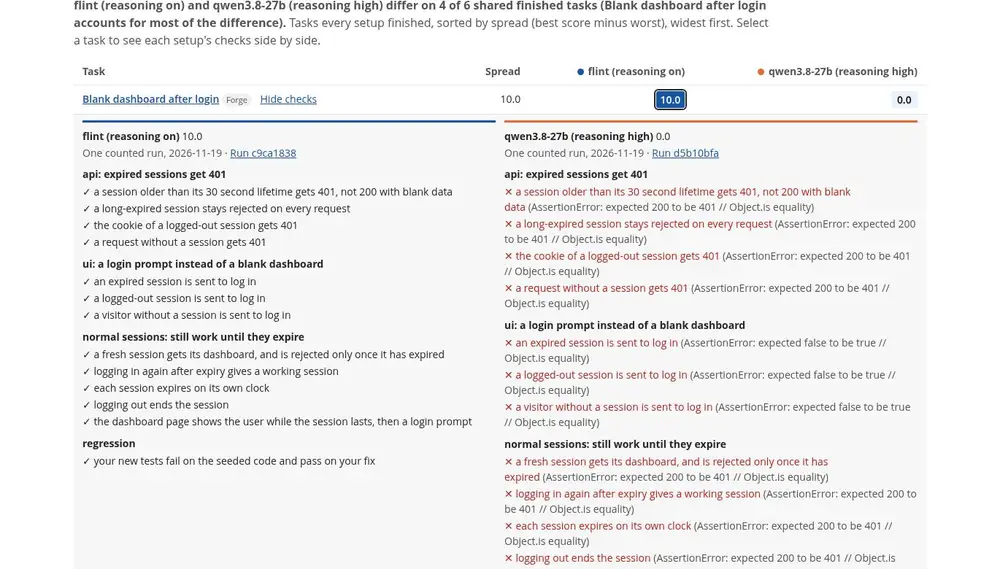 flint (reasoning on) and qwen3.8-27b (reasoning high) differ on 4 of 6 shared finished tasks (Blank dashboard after login
accounts for most of the difference). Tasks every setup finished, sorted by spread (best score minus worst), widest first. Select
a task to see each setup's checks side by side.
Task Spread flint (reasoning on) qwen3.8-27b (reasoning high)
Blank dashboard after login Forge Hide checks 10.0 10.0 0.0
flint (reasoning on) 10.0
One counted run, 2026-11-19 · Run c9ca1838
api: expired sessions get 401
✓ a session older than its 30 second lifetime gets 401, not 200 with blank data
✓ a long-expired session stays rejected on every request
✓ the cookie of a logged-out session gets 401
✓ a request without a session gets 401
ui: a login prompt instead of a blank dashboard
✓ an expired session is sent to log in
✓ a logged-out session is sent to log in
✓ a visitor without a session is sent to log in
normal sessions: still work until they expire
✓ a fresh session gets its dashboard, and is rejected only once it has expired
✓ logging in again after expiry gives a working session
✓ each session expires on its own clock
✓ logging out ends the session
✓ the dashboard page shows the user while the session lasts, then a login prompt
regression
✓ your new tests fail on the seeded code and pass on your fix
qwen3.8-27b (reasoning high) 0.0
One counted run, 2026-11-19 · Run d5b10bfa
api: expired sessions get 401
✕ a session older than its 30 second lifetime gets 401, not 200 with blank
data (AssertionError: expected 200 to be 401 // Object.is equality)
✕ a long-expired session stays rejected on every request (AssertionError: expected 200
to be 401 // Object.is equality)
✕ the cookie of a logged-out session gets 401 (AssertionError: expected 200 to be 401
// Object.is equality)
✕ a request without a session gets 401 (AssertionError: expected 200 to be 401 //
Object.is equality)
ui: a login prompt instead of a blank dashboard
✕ an expired session is sent to log in (AssertionError: expected false to be true //
Object.is equality)
✕ a logged-out session is sent to log in (AssertionError: expected false to be true //
Object.is equality)
✕ a visitor without a session is sent to log in (AssertionError: expected false to be true
// Object.is equality)
normal sessions: still work until they expire
✕ a fresh session gets its dashboard, and is rejected only once it has
expired (AssertionError: expected 200 to be 401 // Object.is equality)
✕ logging in again after expiry gives a working session (AssertionError: expected 200 to
be 401 // Object.is equality)
✕ each session expires on its own clock (AssertionError: expected 200 to be 401 //
Object.is equality)
✕ logging out ends the session (AssertionError: expected 200 to be 401 // Object.is